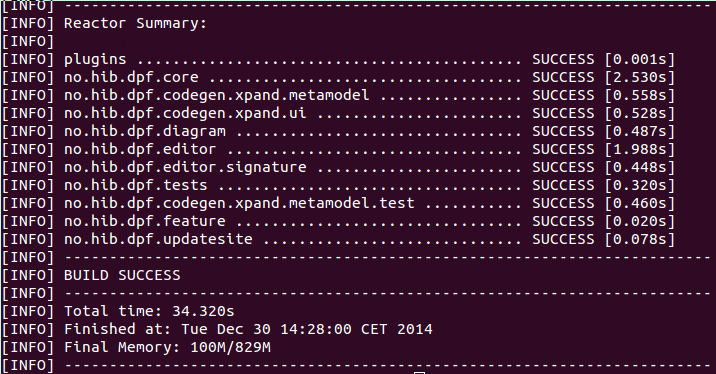 [INFO] ------------------------------------------------------------------------
[INFO] Reactor Summary:
[INFO]
[INFO] plugins ........................................... SUCCESS [0.001s]
[INFO] no.hib.dpf.core ................................... SUCCESS [2.530s]
[INFO] no.hib.dpf.codegen.xpand.metamodel ................ SUCCESS [0.558s]
[INFO] no.hib.dpf.codegen.xpand.ui ....................... SUCCESS [0.528s]
[INFO] no.hib.dpf.diagram ................................ SUCCESS [0.487s]
[INFO] no.hib.dpf.editor ................................. SUCCESS [1.988s]
[INFO] no.hib.dpf.editor.signature ....................... SUCCESS [0.448s]
[INFO] no.hib.dpf.tests .................................. SUCCESS [0.320s]
[INFO] no.hib.dpf.codegen.xpand.metamodel.test ........... SUCCESS [0.460s]
[INFO] no.hib.dpf.feature ................................ SUCCESS [0.020s]
[INFO] no.hib.dpf.updatesite ............................. SUCCESS [0.078s]
[INFO] ------------------------------------------------------------------------
[INFO] BUILD SUCCESS
[INFO] ------------------------------------------------------------------------
[INFO] Total time: 34.320s
[INFO] Finished at: Tue Dec 30 14:28:00 CET 2014
[INFO] Final Memory: 100M/829M
[INFO] ------------------------------------------------------------------------